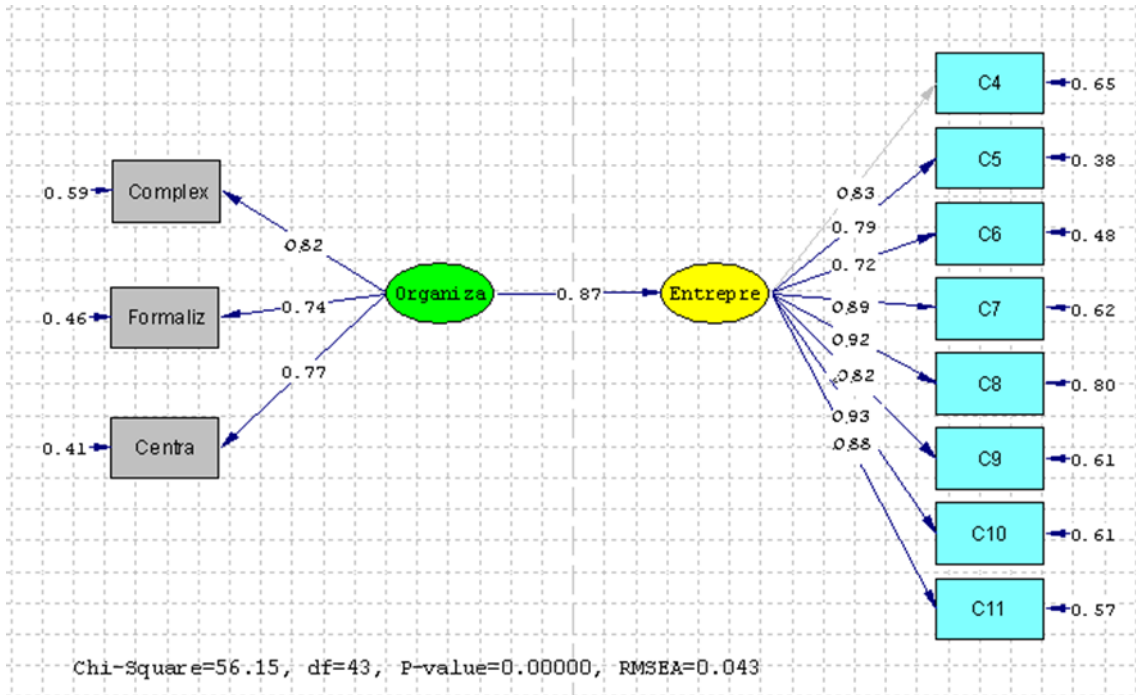 C4
0.65
C5
0.38
0.59
Complex
0.83
0.79
C6
0.48
0.82
0.72
Organiza
0.87
Entrepre
0.46
Formaliz
0.74
0.89
C7
0.62
0.92
0.77
0.82
C8
0.80
0.93
0.41
Centra
0.88
C9
0.61
C10
0.61
C11
0.57
Chi-Square=56.15, df=43, P-value=0.00000, RMSEA=0.043